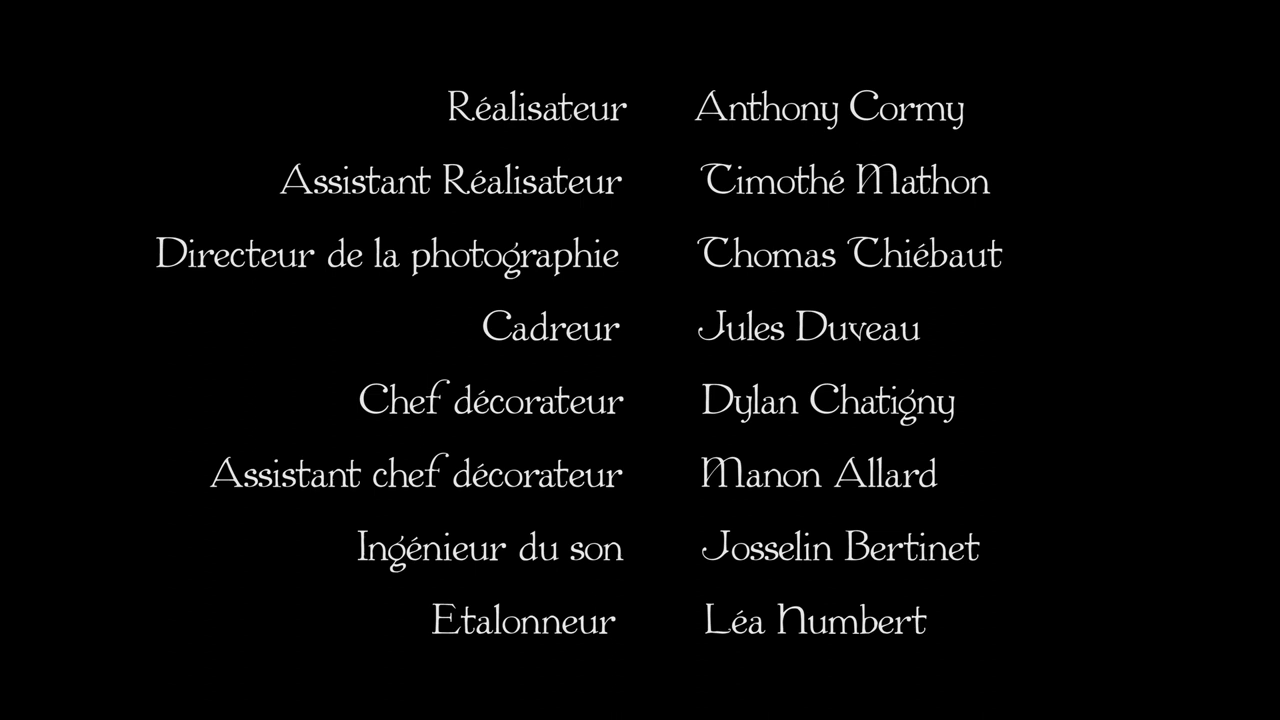 Réalisateur Anthony Cormy
Assistant Réalisateur Timothé Mathon
Directeur de la photographie Thomas Thiébaut
Cadreur Jules Duveau
Chef décorateur Dylan Chatigny
Assistant chef décorateur Manon Allard
Ingénieur du son Josselin Bertinet
Etalonneur Léa Numbert